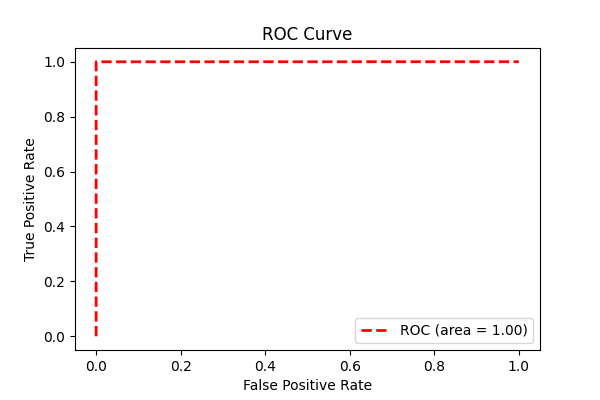 ROC Curve
True Positive Rate
1.0
0.8
0.6
0.4
0.2
0.0
ROC (area = 1.00)
0.0 0.2 0.4 0.6 0.8 1.0
False Positive Rate